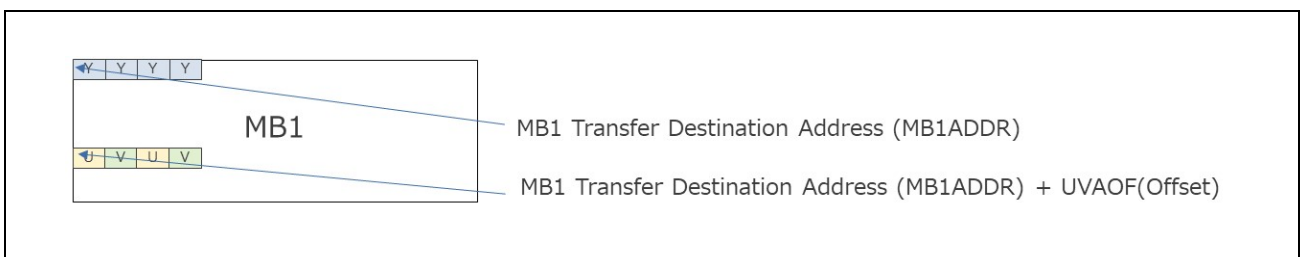 Y Y Y Y
MB1
MB1 Transfer Destination Address (MB1ADDR)
U V U V
MB1 Transfer Destination Address (MB1ADDR) + UVAOF(Offset)